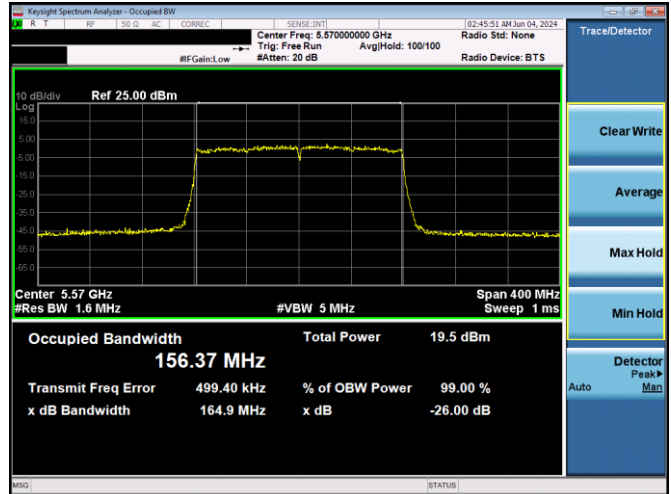 Keysight Spectrum Analyzer - Occupied BW
LXI R T RF 50 Ω AC CORREC SENSE:INT 02:45:51 AM Jun 04, 2024
Center Freq: 5.570000000 GHz Radio Std: None
Trig: Free Run Avg|Hold: 100/100
#IFGain:Low #Atten: 20 dB Radio Device: BTS
10 dB/div Ref 25.00 dBm
Log
15.0
5.00
-5.00
-15.0
-25.0
-35.0
-45.0
-55.0
-65.0
Center 5.57 GHz Span 400 MHz
#Res BW 1.6 MHz #VBW 5 MHz Sweep 1 ms
Occupied Bandwidth Total Power 19.5 dBm
156.37 MHz
Transmit Freq Error 499.40 kHz % of OBW Power 99.00 %
x dB Bandwidth 164.9 MHz x dB -26.00 dB
MSG STATUS
Trace/Detector
Clear Write
Average
Max Hold
Min Hold
Detector
Peak▶
Auto Man